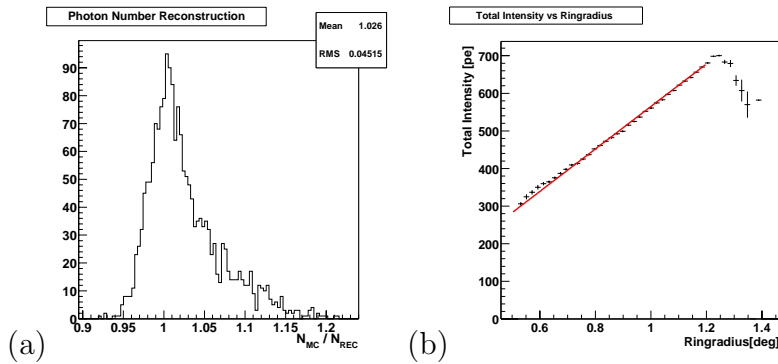 Photon Number Reconstruction
Mean 1.026
RMS 0.04515
90
80
70
60
50
40
30
20
10
0
0.9 0.95 1 1.05 1.1 1.15 1.2
N_MC / N_REC
(a)
Total Intensity vs Ringradius
Total Intensity [pe]
700
600
500
400
300
200
100
0
0.6 0.8 1 1.2 1.4
Ringradius[deg]
(b)